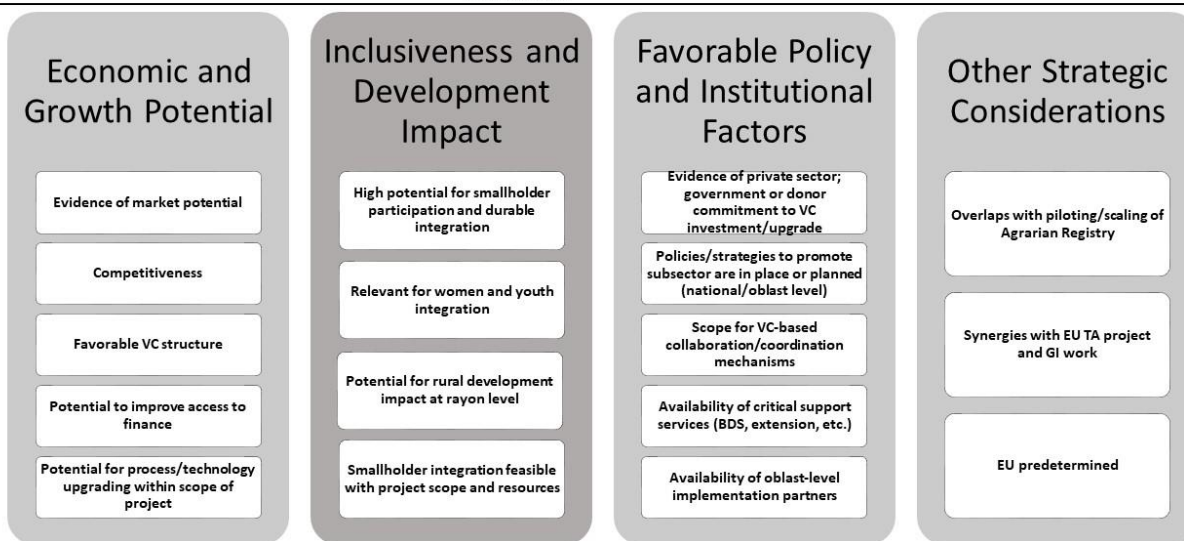 Economic and
Growth Potential
Evidence of market potential
Competitiveness
Favorable VC structure
Potential to improve access to
finance
Potential for process/technology
upgrading within scope of
project
Inclusiveness and
Development
Impact
High potential for smallholder
participation and durable
integration
Relevant for women and youth
integration
Potential for rural development
impact at rayon level
Smallholder integration feasible
with project scope and resources
Favorable Policy
and Institutional
Factors
Evidence of private sector;
government or donor
commitment to VC
investment/upgrade
Policies/strategies to promote
subsector are in place or planned
(national/oblast level)
Scope for VC-based
collaboration/coordination
mechanisms
Availability of critical support
services (BDS, extension, etc.)
Availability of oblast-level
implementation partners
Other Strategic
Considerations
Overlaps with piloting/scaling of
Agrarian Registry
Synergies with EU TA project
and GI work
EU predetermined